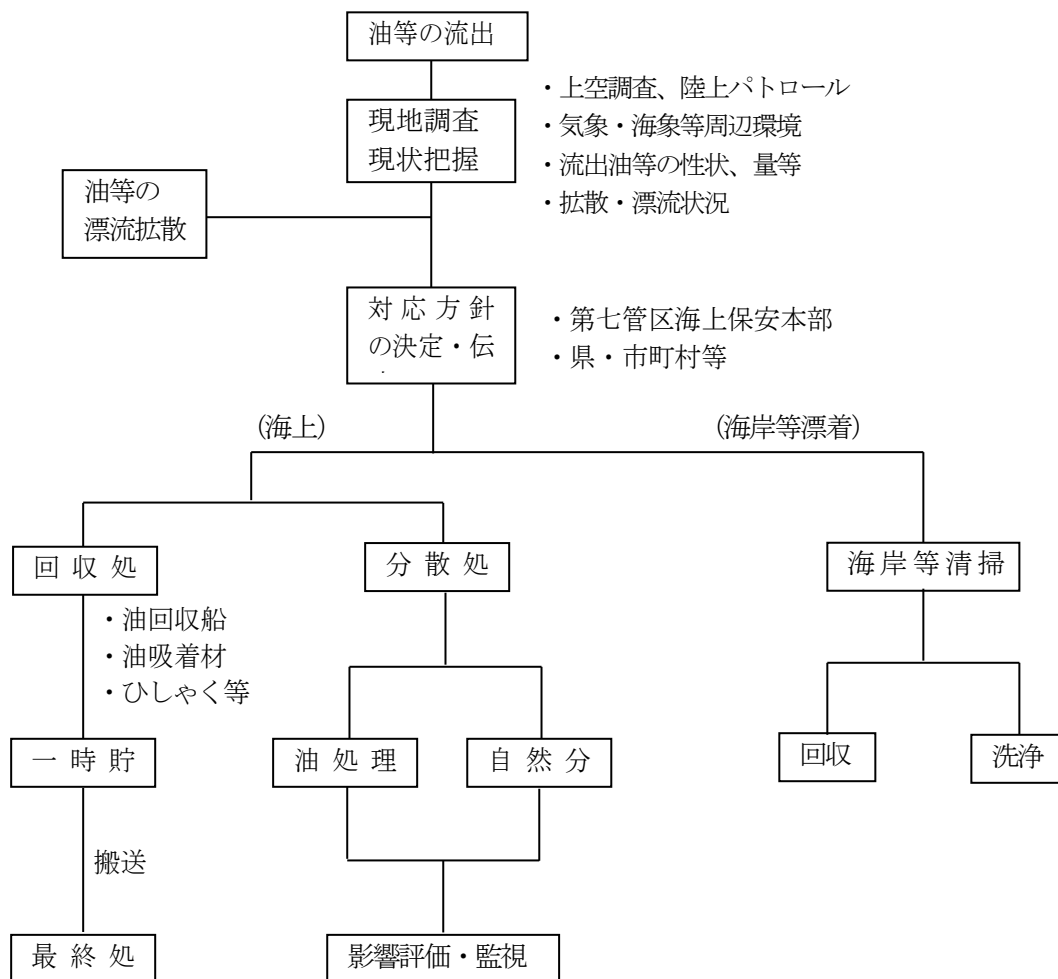 油等の流出
現地調査
現状把握
・上空調査、陸上パトロール
・気象・海象等周辺環境
・流出油等の性状、量等
・拡散・漂流状況
油等の
漂流拡散
対応方針
の決定・伝
・第七管区海上保安本部
・県・市町村等
(海上)
(海岸等漂着)
回収処
分散処
海岸等清掃
・油回収船
・油吸着材
・ひしゃく等
一時貯
油処理
自然分
回収
洗浄
搬送
最終処
影響評価・監視